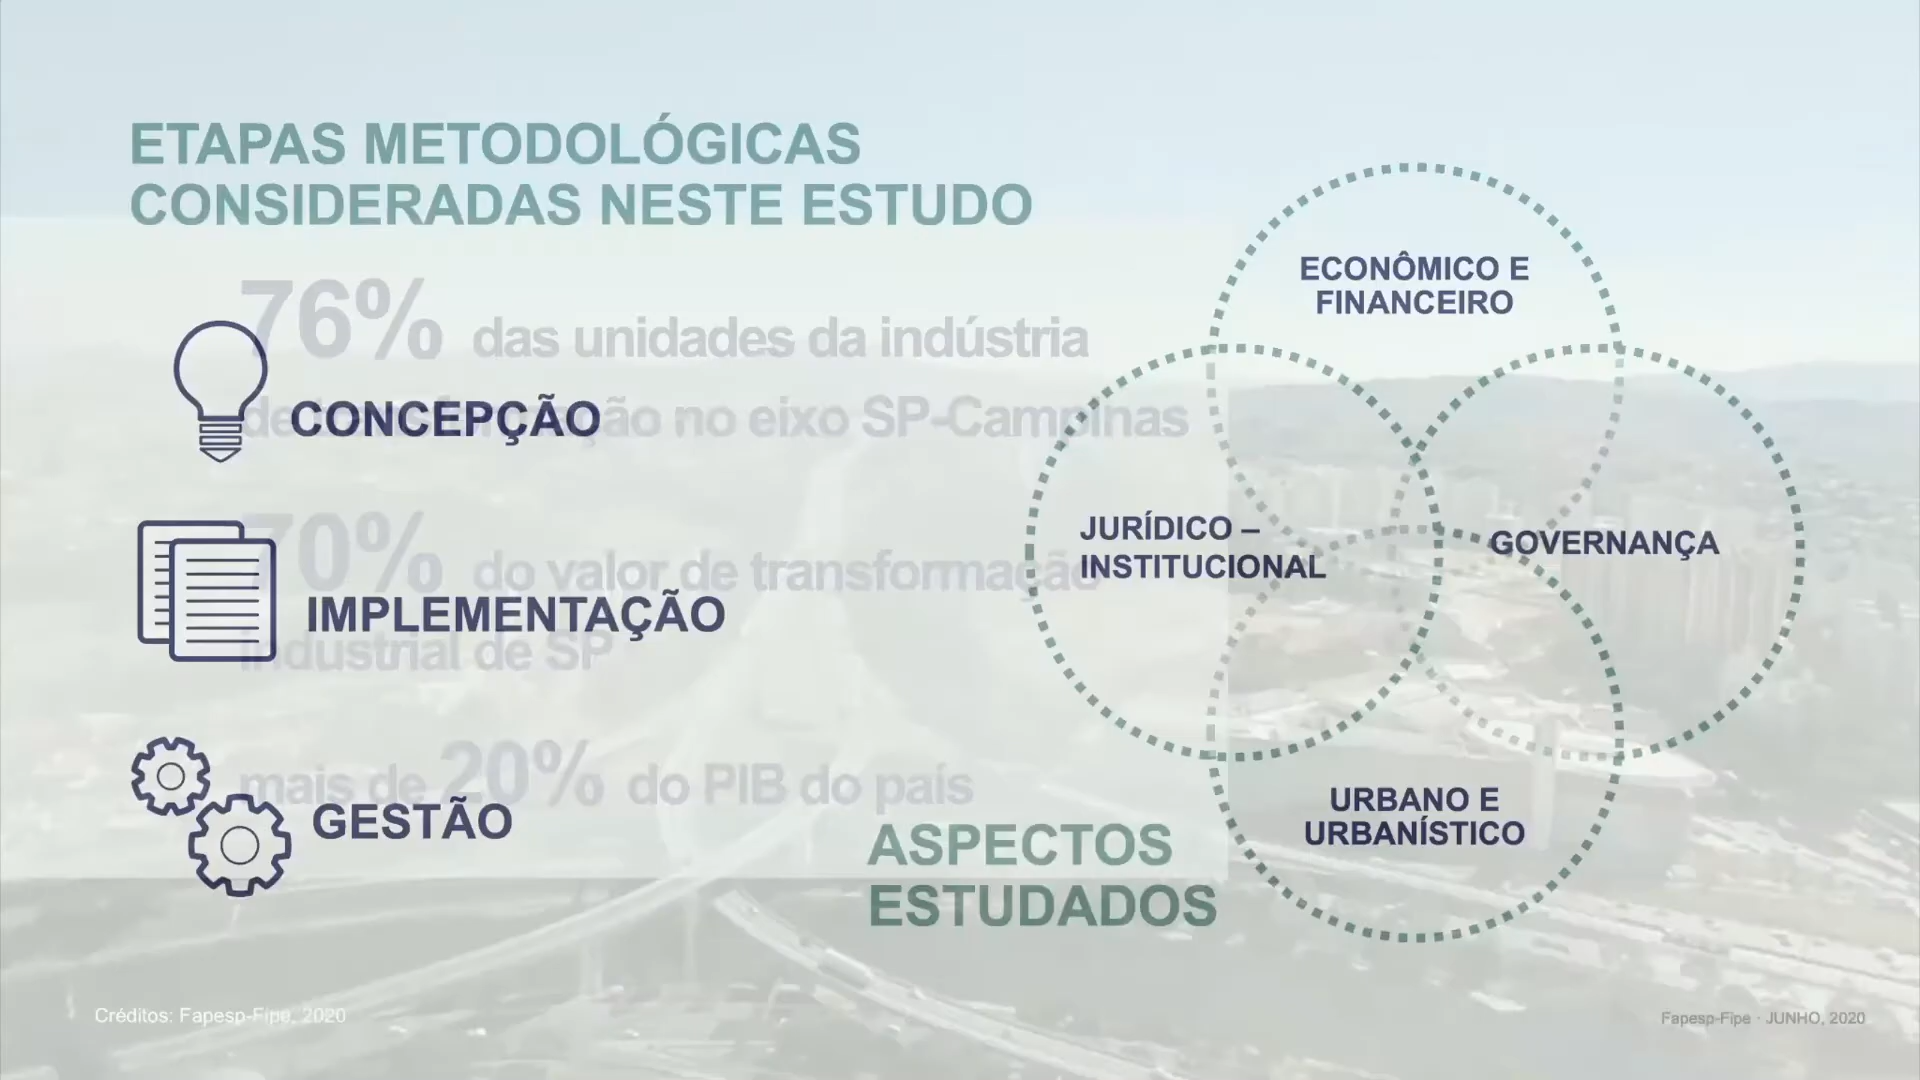 ETAPAS METODOLÓGICAS
CONSIDERADAS NESTE ESTUDO
76% das unidades da indústria
no eixo SP-Campinas
70% do valor de transformação
industrial de SP
mais de 20% do PIB do país
CONCEPÇÃO
IMPLEMENTAÇÃO
GESTÃO
ECONÔMICO E
FINANCEIRO
JURÍDICO –
INSTITUCIONAL
GOVERNANÇA
URBANO E
URBANÍSTICO
ASPECTOS
ESTUDADOS
Créditos: Fapesp-Fipe, 2020
Fapesp-Fipe · JUNHO, 2020